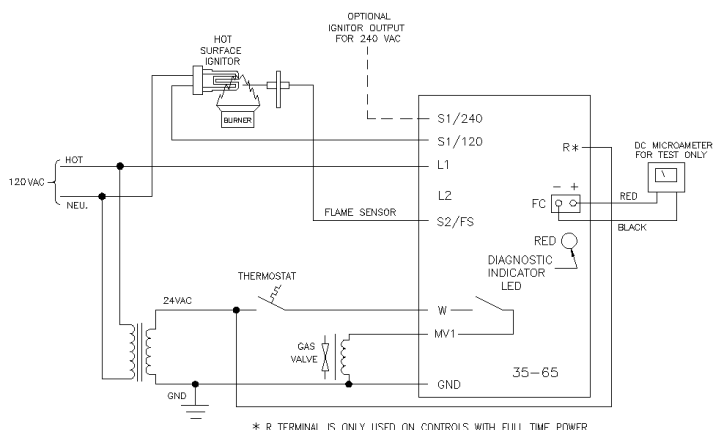 OPTIONAL
IGNITOR OUTPUT
FOR 240 VAC
HOT
SURFACE
IGNITOR
BURNER
S1/240
S1/120
R*
DC MICROAMETER
FOR TEST ONLY
HOT
L1
120VAC
L2
- +
FC
RED
NEU.
FLAME SENSOR
S2/FS
BLACK
RED
DIAGNOSTIC
INDICATOR
LED
THERMOSTAT
24VAC
W
MV1
GAS
VALVE
35-65
GND
GND
* R TERMINAL IS ONLY USED ON CONTROLS WITH FULL TIME POWER